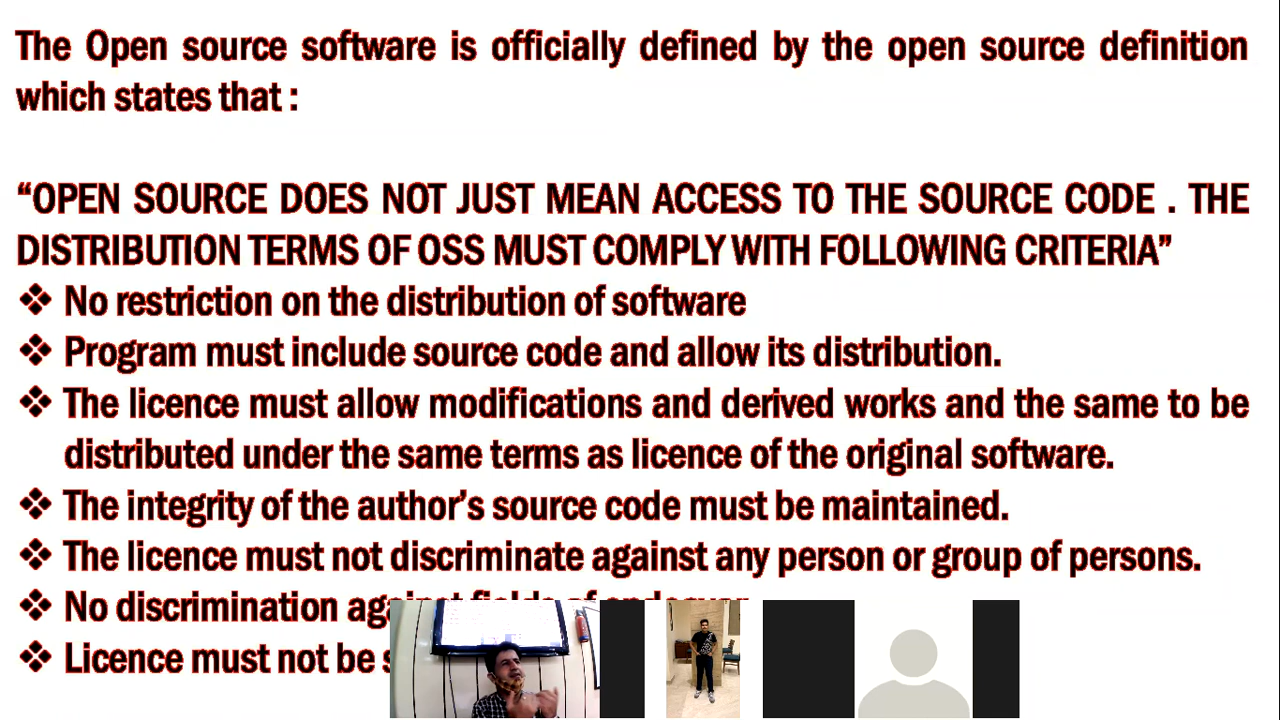 The Open source software is officially defined by the open source definition
which states that :
“OPEN SOURCE DOES NOT JUST MEAN ACCESS TO THE SOURCE CODE . THE
DISTRIBUTION TERMS OF OSS MUST COMPLY WITH FOLLOWING CRITERIA”
❖ No restriction on the distribution of software
❖ Program must include source code and allow its distribution.
❖ The licence must allow modifications and derived works and the same to be
distributed under the same terms as licence of the original software.
❖ The integrity of the author’s source code must be maintained.
❖ The licence must not discriminate against any person or group of persons.
❖ No discrimination against fields of
❖ Licence must not be